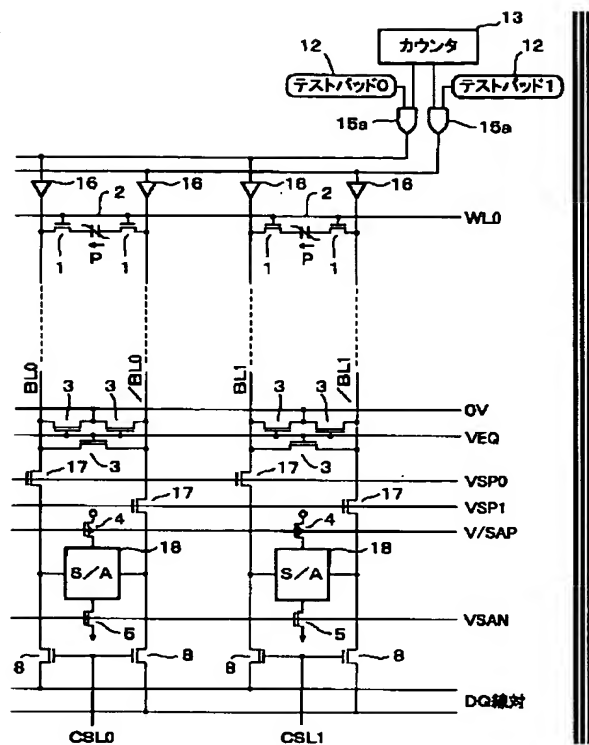 13
カウンタ
12 12
テストパッド0 テストパッド1
15a 15a
16 16 16 16
2 2
WL0
1 1 1 1
P P
BL0 /BL0 BL1 /BL1
3 3 3 3
0V
VEQ
3 3
17 17
VSP0
17 17
VSP1
4 4
V/SAP
18 18
S/A S/A
VSAN
5 5
8 8 8 8
DQ線対
CSL0 CSL1